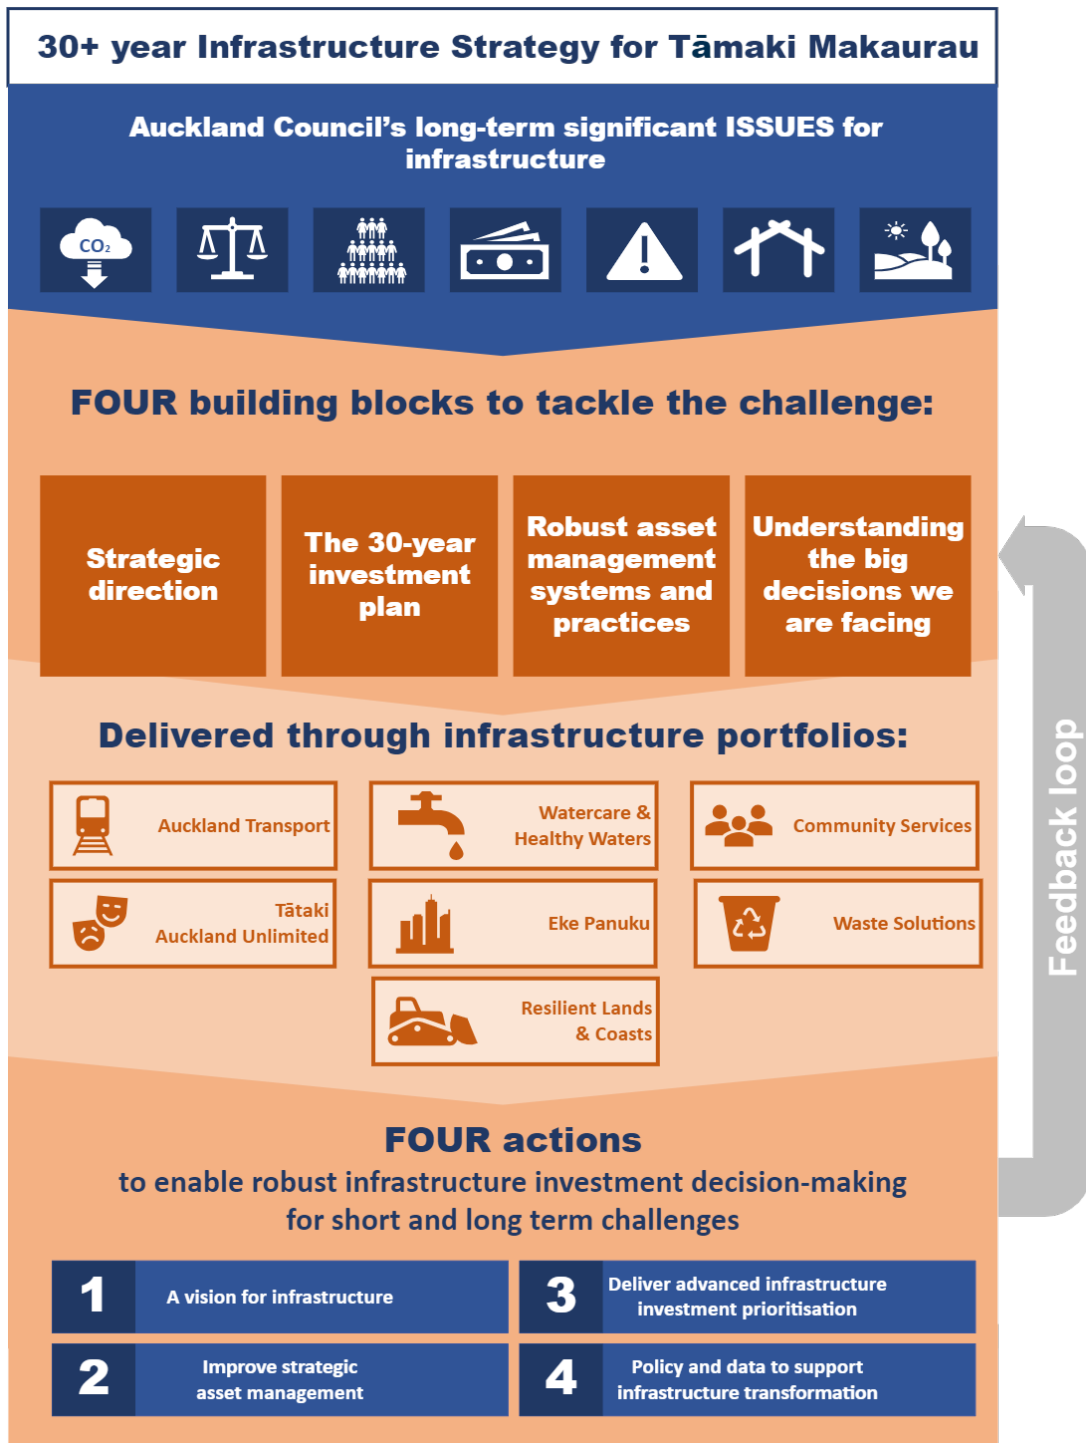 30+ year Infrastructure Strategy for Tāmaki Makaurau
Auckland Council's long-term significant ISSUES for
infrastructure
CO₂
FOUR building blocks to tackle the challenge:
Strategic
direction
The 30-year
investment
plan
Robust asset
management
systems and
practices
Understanding
the big
decisions we
are facing
Delivered through infrastructure portfolios:
Auckland Transport
Watercare &
Healthy Waters
Community Services
Tātaki
Auckland Unlimited
Eke Panuku
Waste Solutions
Resilient Lands
& Coasts
FOUR actions
to enable robust infrastructure investment decision-making
for short and long term challenges
1
A vision for infrastructure
2
Improve strategic
asset management
3
Deliver advanced infrastructure
investment prioritisation
4
Policy and data to support
infrastructure transformation
Feedback loop